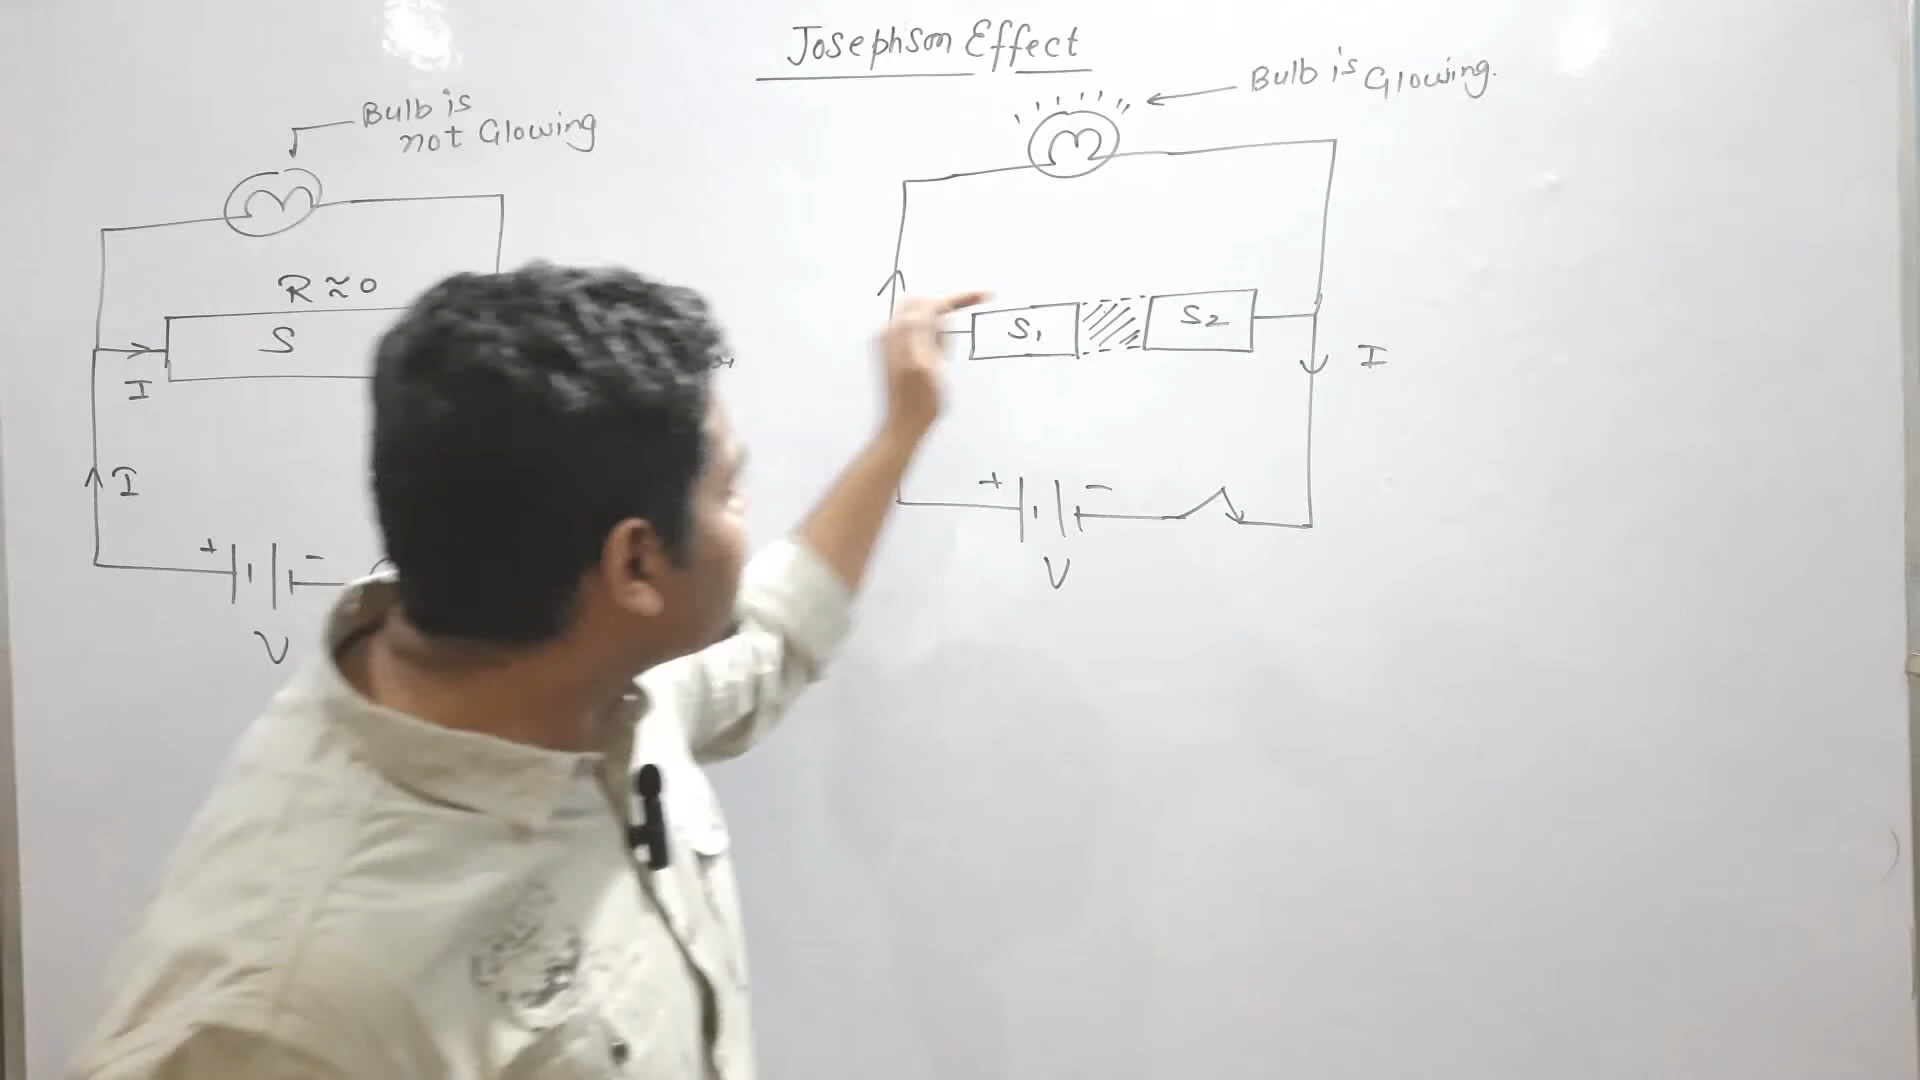 Josephson Effect
Bulb is
not Glowing
R ≈ 0
S
I
I
+ -
V
Bulb is Glowing.
S1 S2
I
+ -
V